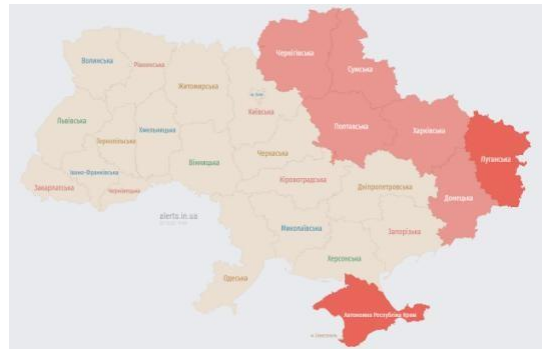 Чернігівська
Сумська
Волинська
Рівненська
Житомирська
Київська
Львівська
Полтавська
Харківська
Тернопільська
Хмельницька
Луганська
Вінницька
Черкаська
Івано-Франківська
Закарпатська
Чернівецька
Кіровоградська
Дніпропетровська
Донецька
alerts.in.ua
Миколаївська
Запорізька
Херсонська
Одеська
Автономна Республіка Крим